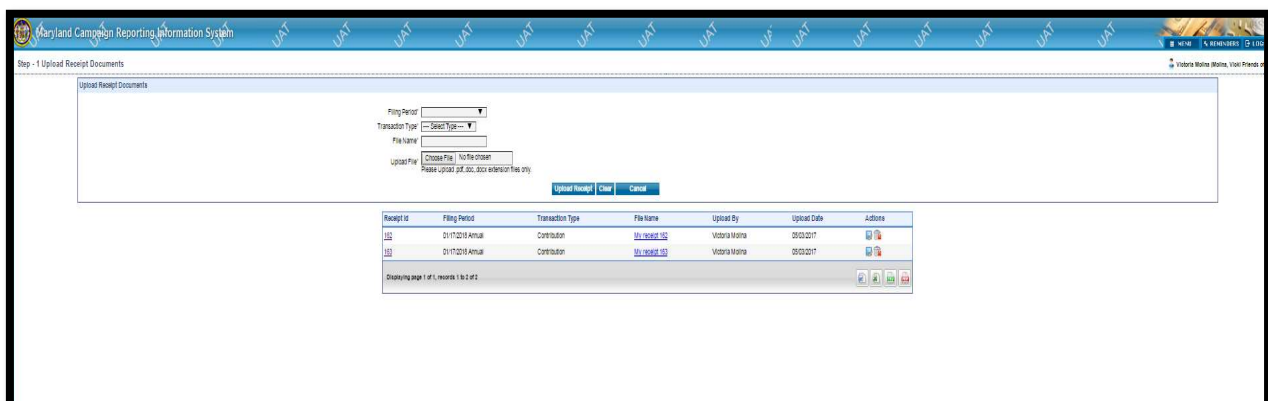 Maryland Campaign Reporting Information System
UAT UAT UAT UAT UAT UAT UAT UAT UAT UAT UAT UAT UAT UAT UAT
MENU REMINDERS LOG
Step - 1 Upload Receipt Documents
Victoria Molina (Molina, Vicki Friends of
Upload Receipt Documents
Filing Period*
Transaction Type* --- Select Type ---
File Name*
Upload File* Choose File No file chosen
Please Upload .pdf,.doc,.docx extension files only.
Upload Receipt Clear Cancel
Receipt Id Filing Period Transaction Type File Name Upload By Upload Date Actions
162 01/17/2018 Annual Contribution My receipt 162 Victoria Molina 05/03/2017
163 01/17/2018 Annual Contribution My receipt 163 Victoria Molina 05/03/2017
Displaying page 1 of 1, records 1 to 2 of 2